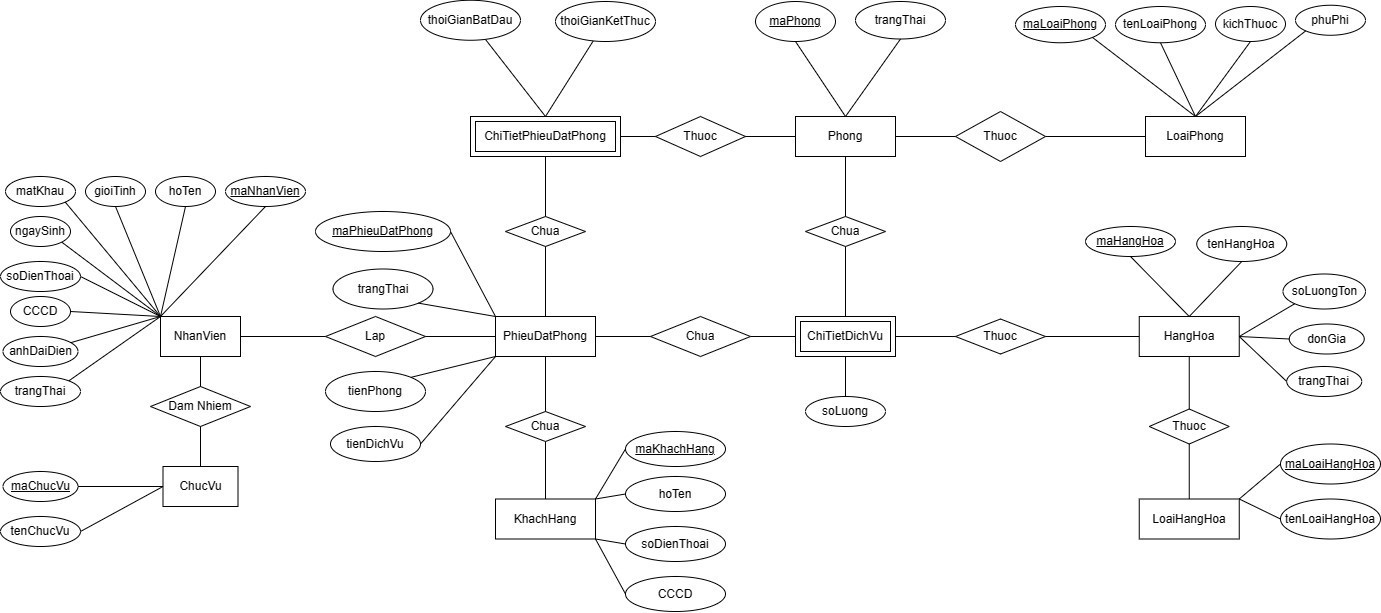 thoiGianBatDau
thoiGianKetThuc
maPhong
trangThai
maLoaiPhong
tenLoaiPhong
kichThuoc
phuPhi
ChiTietPhieuDatPhong
Thuoc
Phong
Thuoc
LoaiPhong
matKhau
gioiTinh
hoTen
maNhanVien
ngaySinh
maPhieuDatPhong
Chua
Chua
maHangHoa
tenHangHoa
soDienThoai
trangThai
soLuongTon
CCCD
NhanVien
Lap
PhieuDatPhong
Chua
ChiTietDichVu
Thuoc
HangHoa
donGia
anhDaiDien
trangThai
tienPhong
trangThai
Dam Nhiem
soLuong
Chua
Thuoc
tienDichVu
maKhachHang
maLoaiHangHoa
maChucVu
ChucVu
hoTen
KhachHang
LoaiHangHoa
tenLoaiHangHoa
tenChucVu
soDienThoai
CCCD